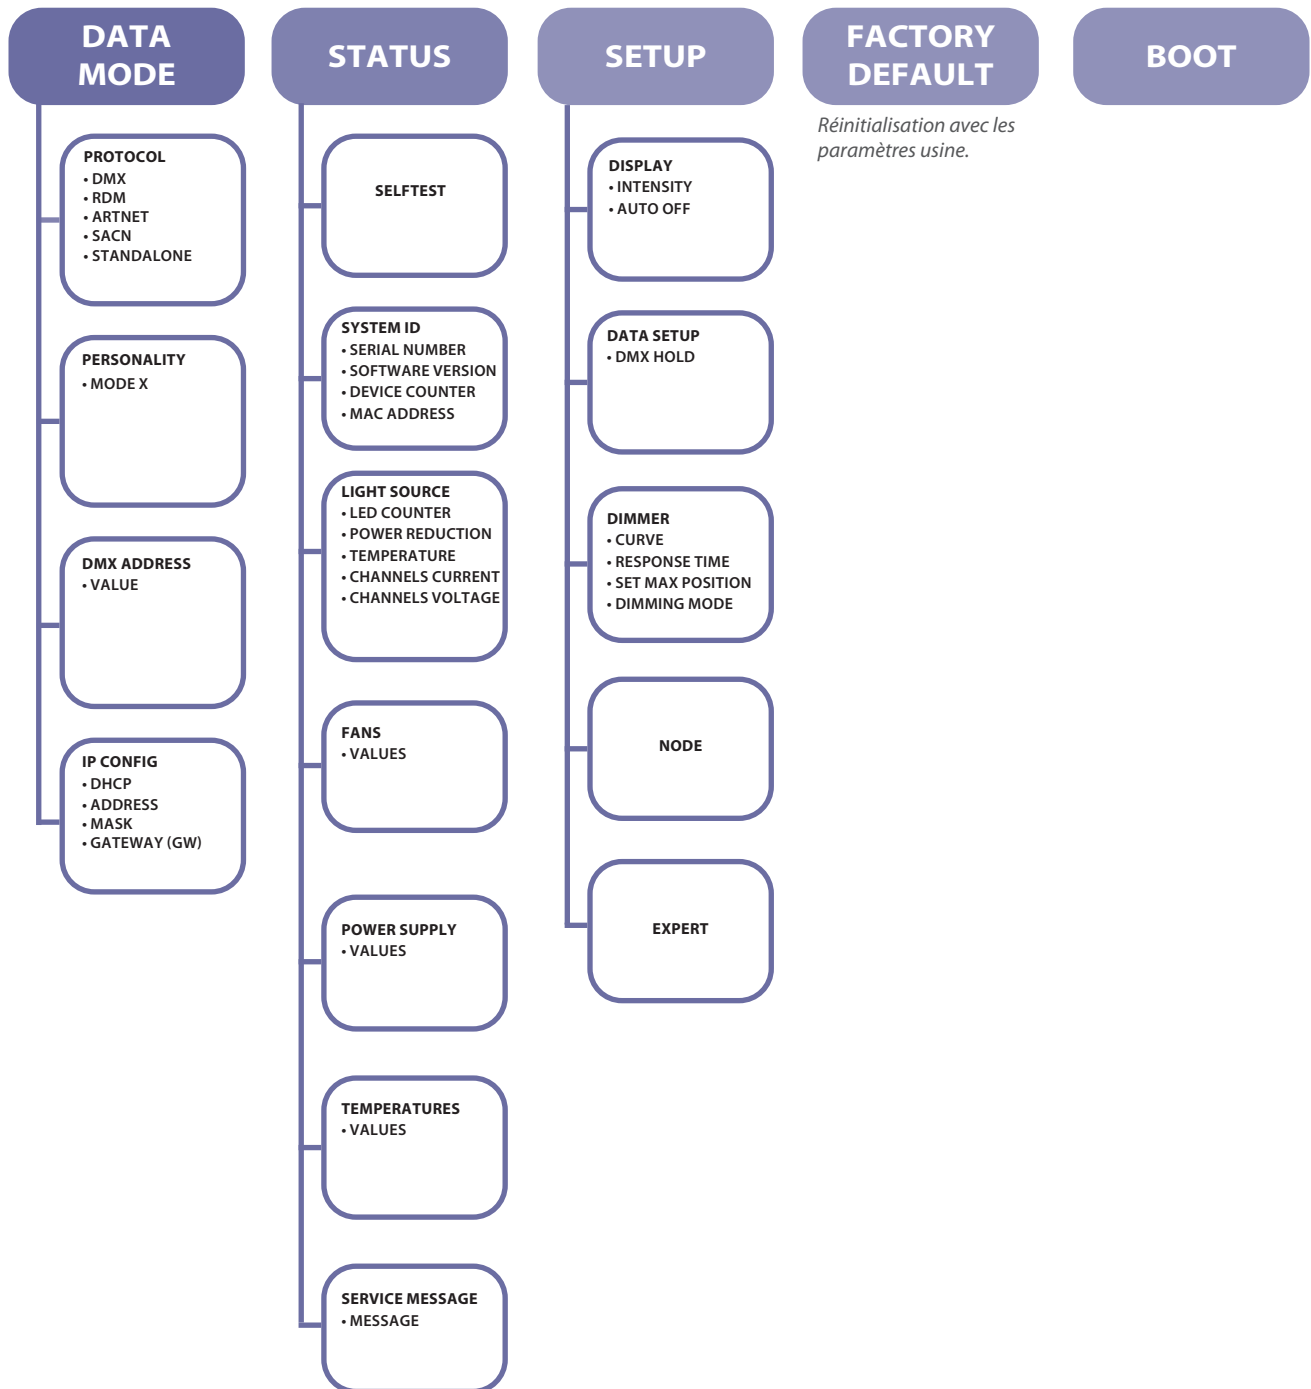 DATA
MODE
PROTOCOL
• DMX
• RDM
• ARTNET
• SACN
• STANDALONE
PERSONALITY
• MODE X
DMX ADDRESS
• VALUE
IP CONFIG
• DHCP
• ADDRESS
• MASK
• GATEWAY (GW)
STATUS
SELFTEST
SYSTEM ID
• SERIAL NUMBER
• SOFTWARE VERSION
• DEVICE COUNTER
• MAC ADDRESS
LIGHT SOURCE
• LED COUNTER
• POWER REDUCTION
• TEMPERATURE
• CHANNELS CURRENT
• CHANNELS VOLTAGE
FANS
• VALUES
POWER SUPPLY
• VALUES
TEMPERATURES
• VALUES
SERVICE MESSAGE
• MESSAGE
SETUP
DISPLAY
• INTENSITY
• AUTO OFF
DATA SETUP
• DMX HOLD
DIMMER
• CURVE
• RESPONSE TIME
• SET MAX POSITION
• DIMMING MODE
NODE
EXPERT
FACTORY
DEFAULT
Réinitialisation avec les
paramètres usine.
BOOT